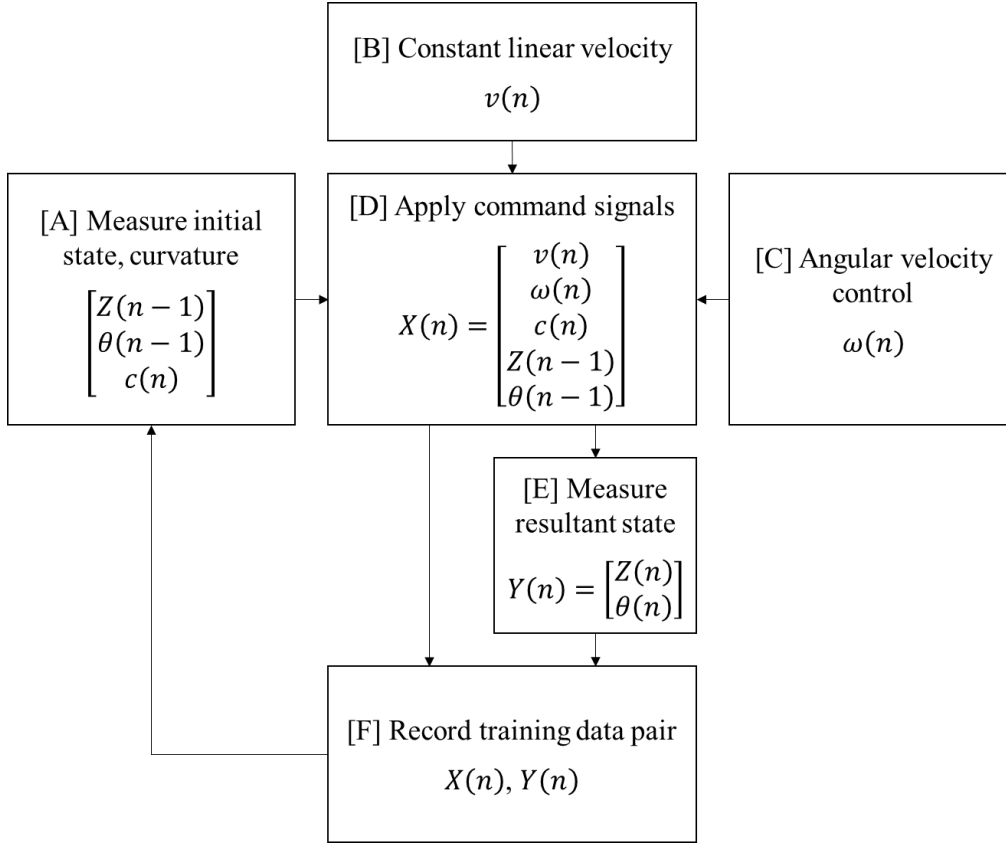 [B] Constant linear velocity
v(n)
[A] Measure initial
state, curvature
[Z(n − 1)
θ(n − 1)
c(n)]
[D] Apply command signals
X(n) = [v(n)
ω(n)
c(n)
Z(n − 1)
θ(n − 1)]
[C] Angular velocity
control
ω(n)
[E] Measure
resultant state
Y(n) = [Z(n)
θ(n)]
[F] Record training data pair
X(n), Y(n)